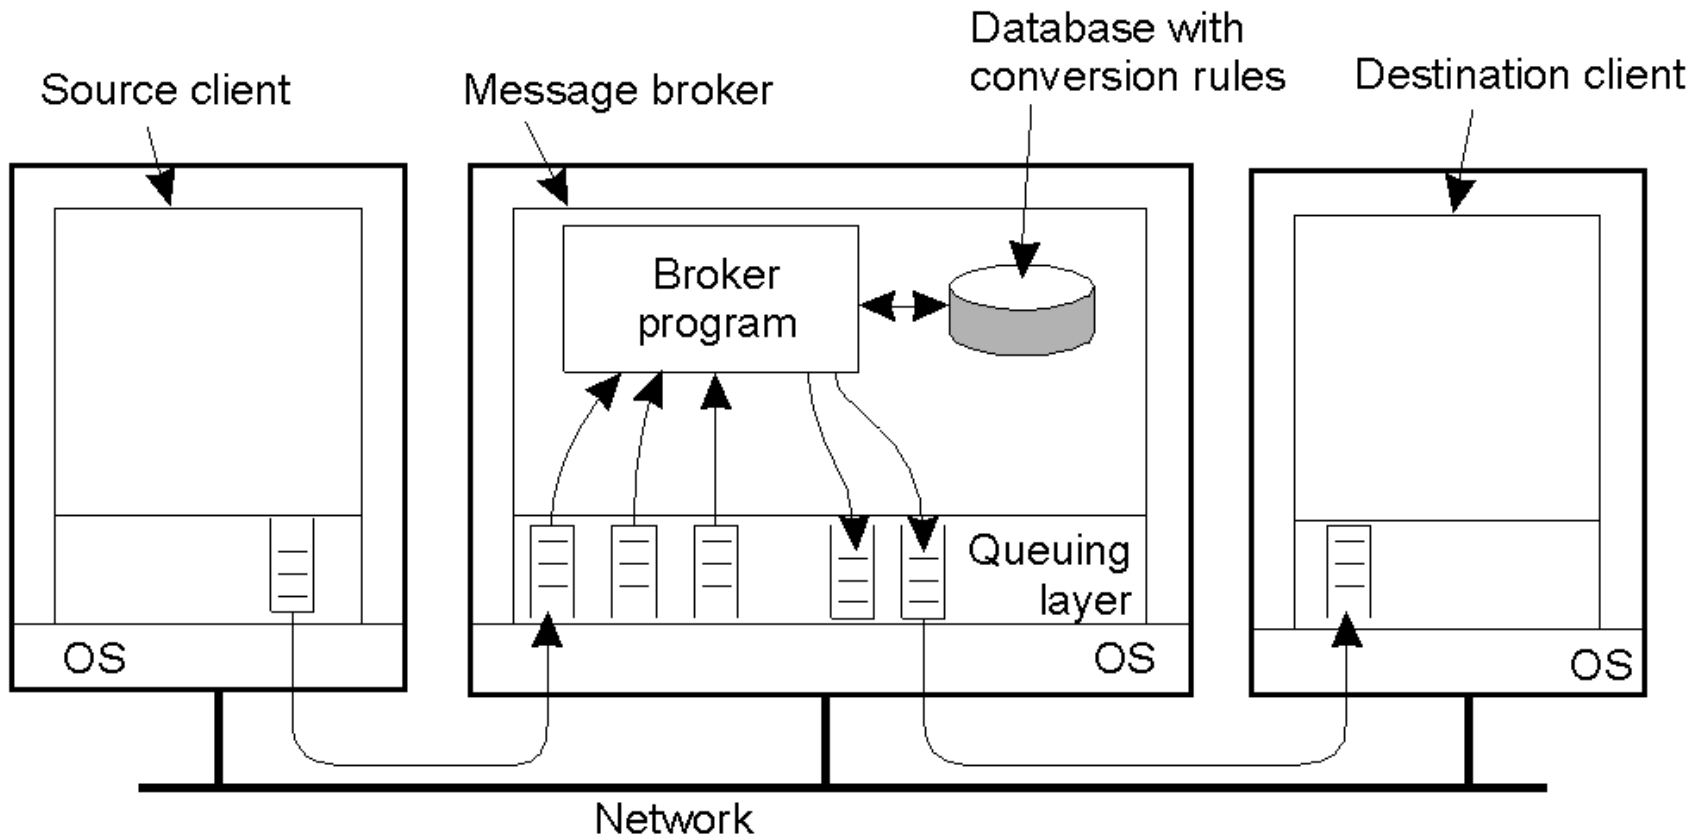 Database with
conversion rules
Source client
Message broker
Destination client
Broker
program
Queuing
layer
OS
OS
OS
Network